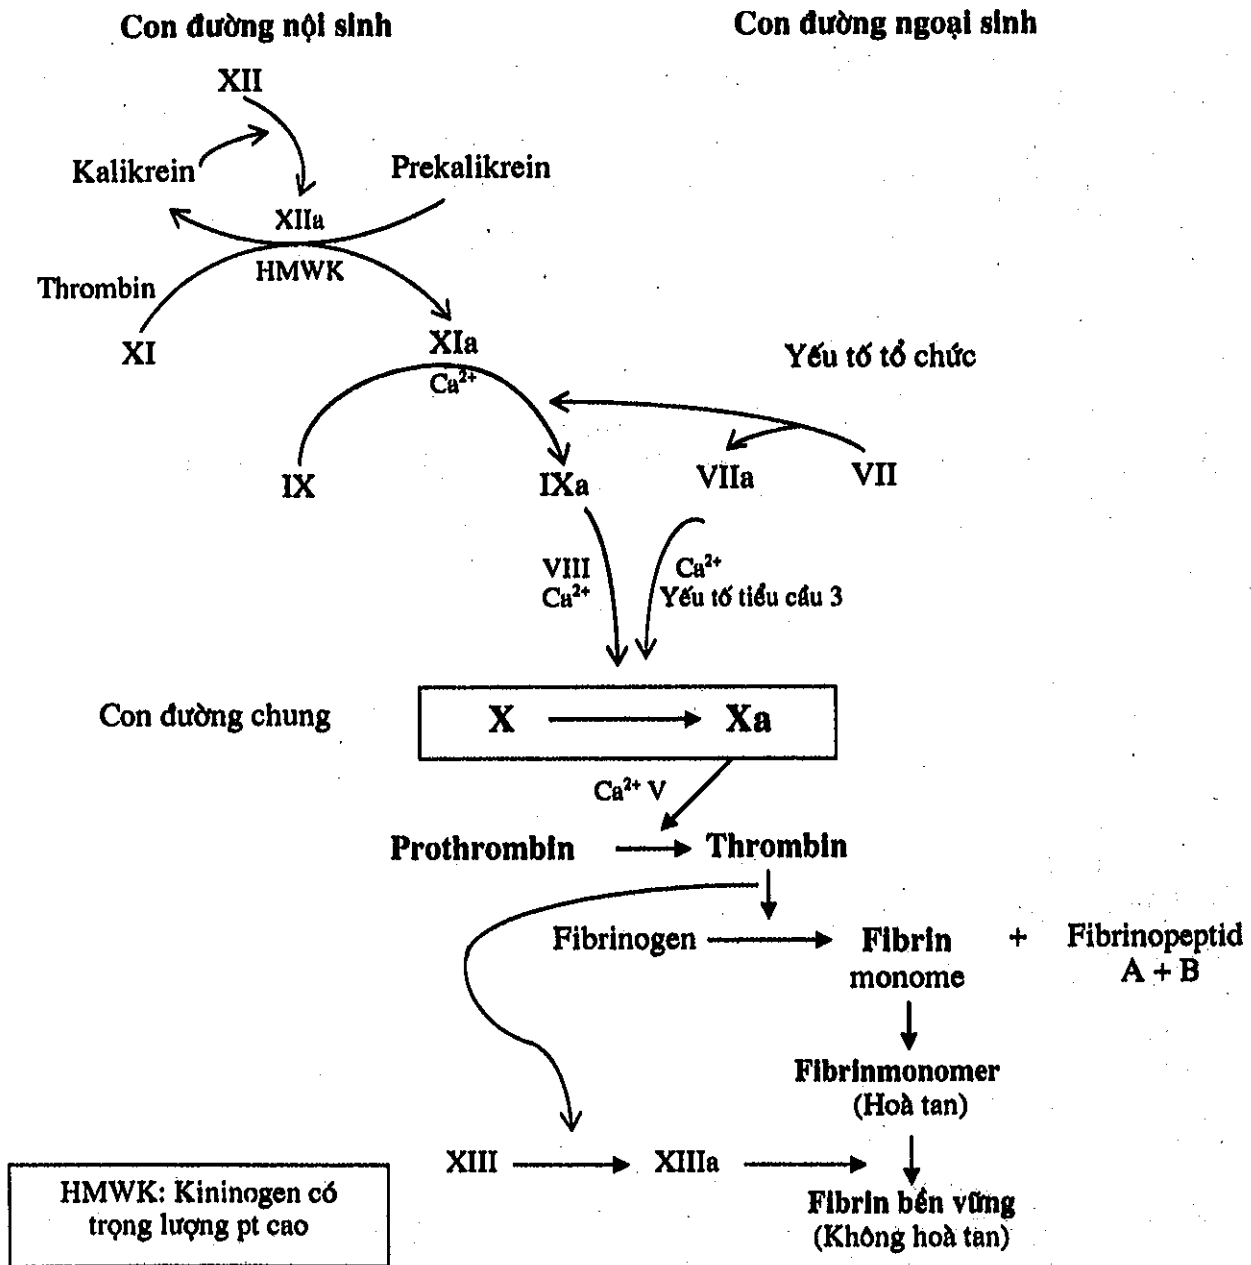 Con đường nội sinh
Con đường ngoại sinh
XII
Kalikrein
Prekalikrein
XIIa
HMWK
Thrombin
XI
XIa
Ca²⁺
Yếu tố tổ chức
IX
IXa
VIIa
VII
VIII
Ca²⁺
Ca²⁺
Yếu tố tiểu cầu 3
Con đường chung
X
Xa
Ca²⁺ V
Prothrombin
Thrombin
Fibrinogen
Fibrin
monome
+
Fibrinopeptid
A + B
Fibrinmonomer
(Hoà tan)
XIII
XIIIa
Fibrin bền vững
(Không hoà tan)
HMWK: Kininogen có
trọng lượng pt cao